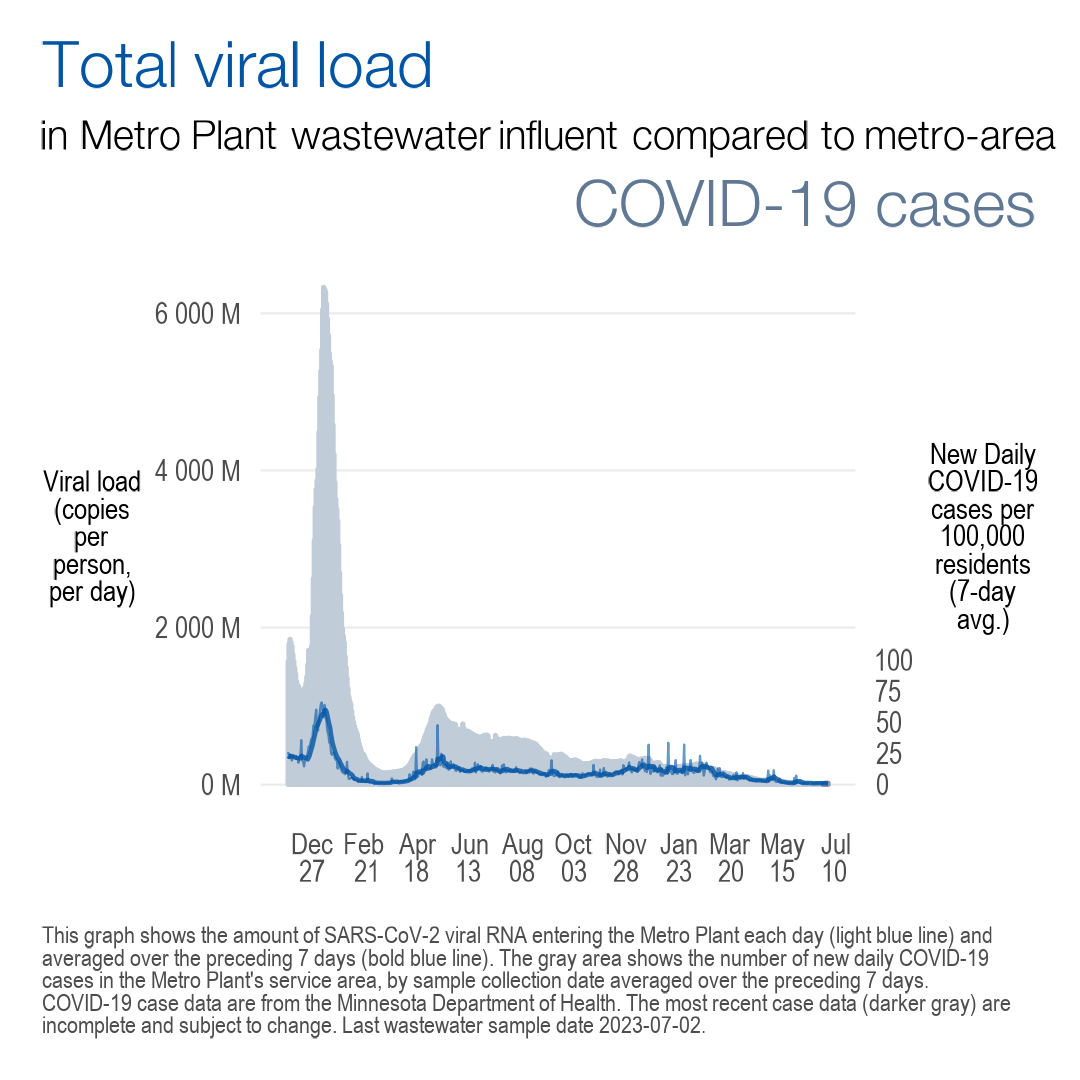 Total viral load
in Metro Plant wastewater influent compared to metro-area
COVID-19 cases
6 000 M
4 000 M
2 000 M
0 M
Viral load
(copies
per
person,
per day)
New Daily
COVID-19
cases per
100,000
residents
(7-day
avg.)
100
75
50
25
0
Dec Feb Apr Jun Aug Oct Nov Jan Mar May Jul
27 21 18 13 08 03 28 23 20 15 10
This graph shows the amount of SARS-CoV-2 viral RNA entering the Metro Plant each day (light blue line) and
averaged over the preceding 7 days (bold blue line). The gray area shows the number of new daily COVID-19
cases in the Metro Plant's service area, by sample collection date averaged over the preceding 7 days.
COVID-19 case data are from the Minnesota Department of Health. The most recent case data (darker gray) are
incomplete and subject to change. Last wastewater sample date 2023-07-02.